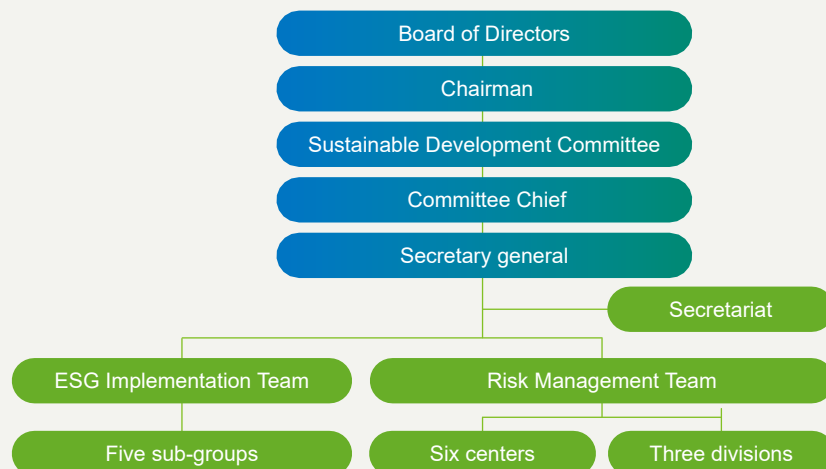 Board of Directors
Chairman
Sustainable Development Committee
Committee Chief
Secretary general
Secretariat
ESG Implementation Team
Risk Management Team
Five sub-groups
Six centers
Three divisions